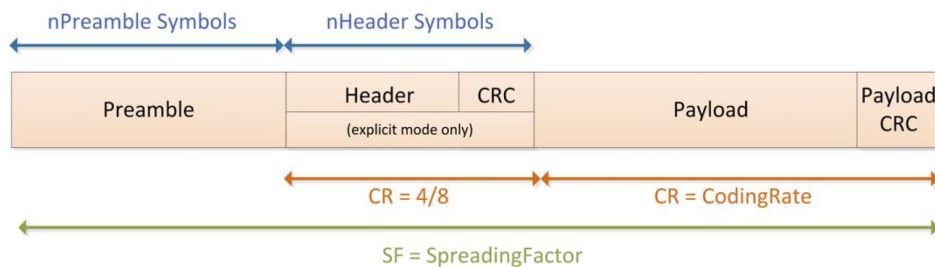 nPreamble Symbols
nHeader Symbols
Preamble
Header
CRC
(explicit mode only)
Payload
Payload
CRC
CR = 4/8
CR = CodingRate
SF = SpreadingFactor